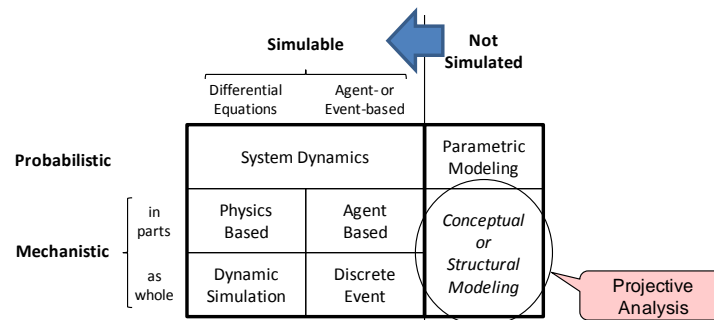 Simulable
Not
Simulated
Differential
Equations
Agent- or
Event-based
Probabilistic
System Dynamics
Parametric
Modeling
Mechanistic
in
parts
Physics
Based
Agent
Based
Conceptual
or
Structural
Modeling
as
whole
Dynamic
Simulation
Discrete
Event
Projective
Analysis